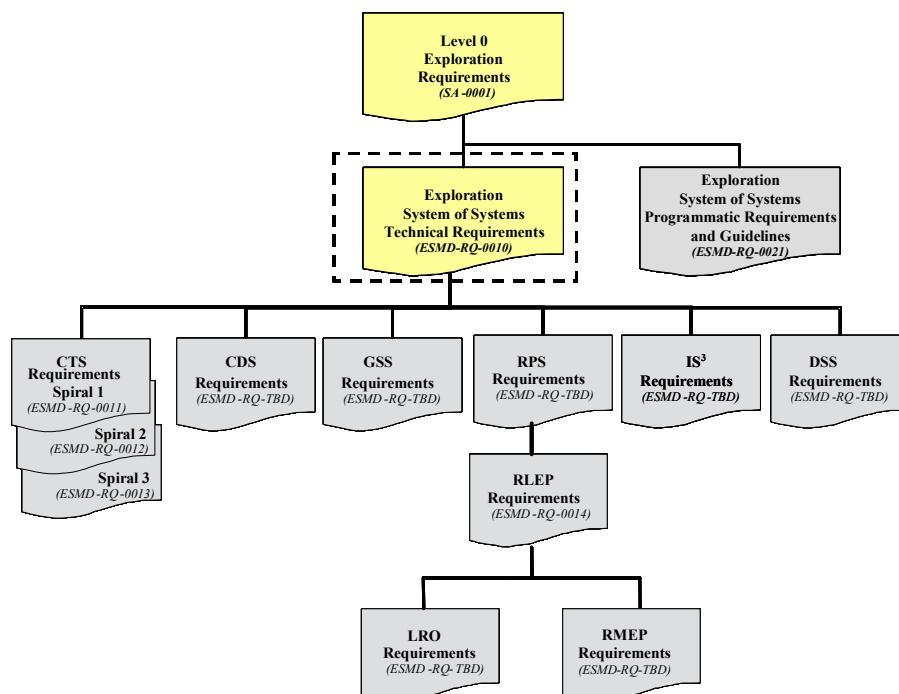 Level 0
Exploration
Requirements
(SA-0001)
Exploration
System of Systems
Technical Requirements
(ESMD-RQ-0010)
Exploration
System of Systems
Programmatic Requirements
and Guidelines
(ESMD-RQ-0021)
CTS
Requirements
Spiral 1
(ESMD-RQ-0011)
Spiral 2
(ESMD-RQ-0012)
Spiral 3
(ESMD-RQ-0013)
CDS
Requirements
(ESMD-RQ-TBD)
GSS
Requirements
(ESMD-RQ-TBD)
RPS
Requirements
(ESMD-RQ-TBD)
IS³
Requirements
(ESMD-RQ-TBD)
DSS
Requirements
(ESMD-RQ-TBD)
RLEP
Requirements
(ESMD-RQ-0014)
LRO
Requirements
(ESMD-RQ-TBD)
RMEP
Requirements
(ESMD-RQ-TBD)